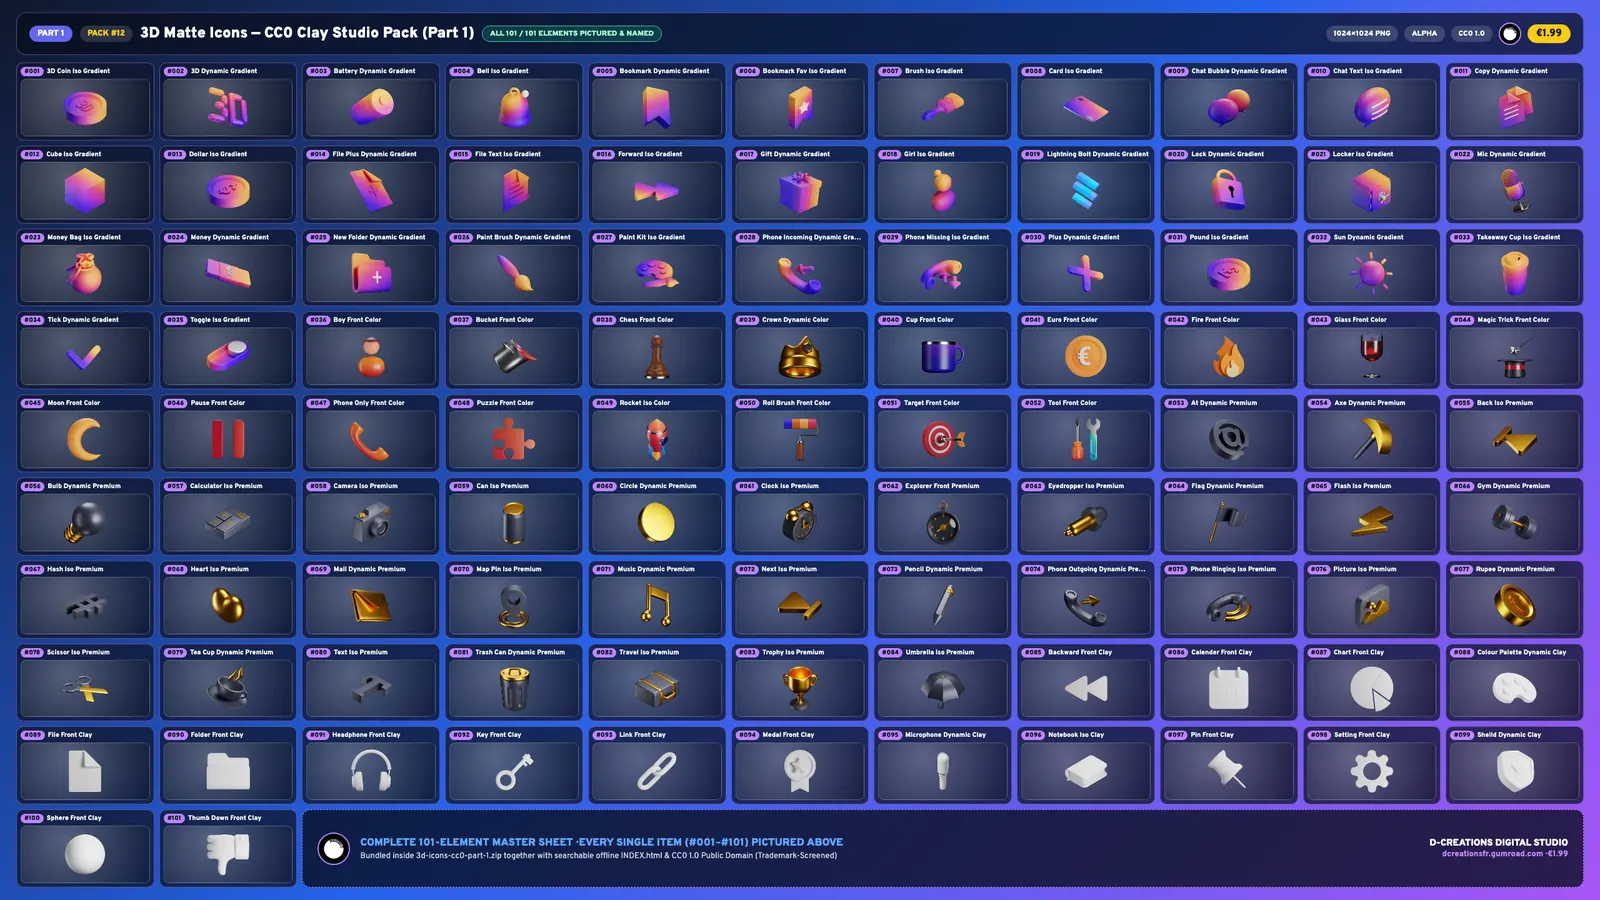 PART 1 PACK #12 3D Matte Icons – CC0 Clay Studio Pack (Part 1) ALL 101 / 101 ELEMENTS PICTURED & NAMED 1024×1024 PNG ALPHA CC0 1.0 €1.99
#001 3D Coin Iso Gradient #002 3D Dynamic Gradient #003 Battery Dynamic Gradient #004 Bell Iso Gradient #005 Bookmark Dynamic Gradient #006 Bookmark Fav Iso Gradient #007 Brush Iso Gradient #008 Card Iso Gradient #009 Chat Bubble Dynamic Gradient #010 Chat Text Iso Gradient #011 Copy Dynamic Gradient
#012 Cube Iso Gradient #013 Dollar Iso Gradient #014 File Plus Dynamic Gradient #015 File Text Iso Gradient #016 Forward Iso Gradient #017 Gift Dynamic Gradient #018 Girl Iso Gradient #019 Lightning Bolt Dynamic Gradient #020 Lock Dynamic Gradient #021 Locker Iso Gradient #022 Mic Dynamic Gradient
#023 Money Bag Iso Gradient #024 Money Dynamic Gradient #025 New Folder Dynamic Gradient #026 Paint Brush Dynamic Gradient #027 Paint Kit Iso Gradient #028 Phone Incoming Dynamic Gra... #029 Phone Missing Iso Gradient #030 Plus Dynamic Gradient #031 Pound Iso Gradient #032 Sun Dynamic Gradient #033 Takeaway Cup Iso Gradient
#034 Tick Dynamic Gradient #035 Toggle Iso Gradient #036 Boy Front Color #037 Bucket Front Color #038 Chess Front Color #039 Crown Dynamic Color #040 Cup Front Color #041 Euro Front Color #042 Fire Front Color #043 Glass Front Color #044 Magic Trick Front Color
#045 Moon Front Color #046 Pause Front Color #047 Phone Only Front Color #048 Puzzle Front Color #049 Rocket Iso Color #050 Roll Brush Front Color #051 Target Front Color #052 Tool Front Color #053 At Dynamic Premium #054 Axe Dynamic Premium #055 Back Iso Premium
#056 Bulb Dynamic Premium #057 Calculator Iso Premium #058 Camera Iso Premium #059 Can Iso Premium #060 Circle Dynamic Premium #061 Clock Iso Premium #062 Explorer Front Premium #063 Eyedropper Iso Premium #064 Flag Dynamic Premium #065 Flash Iso Premium #066 Gym Dynamic Premium
#067 Hash Iso Premium #068 Heart Iso Premium #069 Mail Dynamic Premium #070 Map Pin Iso Premium #071 Music Dynamic Premium #072 Next Iso Premium #073 Pencil Dynamic Premium #074 Phone Outgoing Dynamic Pre... #075 Phone Ringing Iso Premium #076 Picture Iso Premium #077 Rupee Dynamic Premium
#078 Scissor Iso Premium #079 Tea Cup Dynamic Premium #080 Text Iso Premium #081 Trash Can Dynamic Premium #082 Travel Iso Premium #083 Trophy Iso Premium #084 Umbrella Iso Premium #085 Backward Front Clay #086 Calender Front Clay #087 Chart Front Clay #088 Colour Palette Dynamic Clay
#089 File Front Clay #090 Folder Front Clay #091 Headphone Front Clay #092 Key Front Clay #093 Link Front Clay #094 Medal Front Clay #095 Microphone Dynamic Clay #096 Notebook Iso Clay #097 Pin Front Clay #098 Setting Front Clay #099 Sheild Dynamic Clay
#100 Sphere Front Clay #101 Thumb Down Front Clay
COMPLETE 101-ELEMENT MASTER SHEET · EVERY SINGLE ITEM (#001–#101) PICTURED ABOVE
Bundled inside 3d-icons-cc0-part-1.zip together with searchable offline INDEX.html & CC0 1.0 Public Domain (Trademark-Screened)
D-CREATIONS DIGITAL STUDIO
dcreationsfr.gumroad.com · €1.99